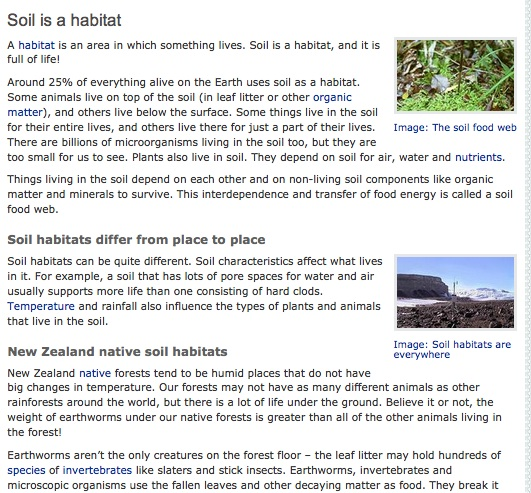 Soil is a habitat
A habitat is an area in which something lives. Soil is a habitat, and it is
full of life!
Around 25% of everything alive on the Earth uses soil as a habitat.
Some animals live on top of the soil (in leaf litter or other organic
matter), and others live below the surface. Some things live in the soil
for their entire lives, and others live there for just a part of their lives.
There are billions of microorganisms living in the soil too, but they are
too small for us to see. Plants also live in soil. They depend on soil for air, water and nutrients.
Image: The soil food web
Things living in the soil depend on each other and on non-living soil components like organic
matter and minerals to survive. This interdependence and transfer of food energy is called a soil
food web.
Soil habitats differ from place to place
Soil habitats can be quite different. Soil characteristics affect what lives
in it. For example, a soil that has lots of pore spaces for water and air
usually supports more life than one consisting of hard clods.
Temperature and rainfall also influence the types of plants and animals
that live in the soil.
Image: Soil habitats are
everywhere
New Zealand native soil habitats
New Zealand native forests tend to be humid places that do not have
big changes in temperature. Our forests may not have as many different animals as other
rainforests around the world, but there is a lot of life under the ground. Believe it or not, the
weight of earthworms under our native forests is greater than all of the other animals living in
the forest!
Earthworms aren't the only creatures on the forest floor – the leaf litter may hold hundreds of
species of invertebrates like slaters and stick insects. Earthworms, invertebrates and
microscopic organisms use the fallen leaves and other decaying matter as food. They break it